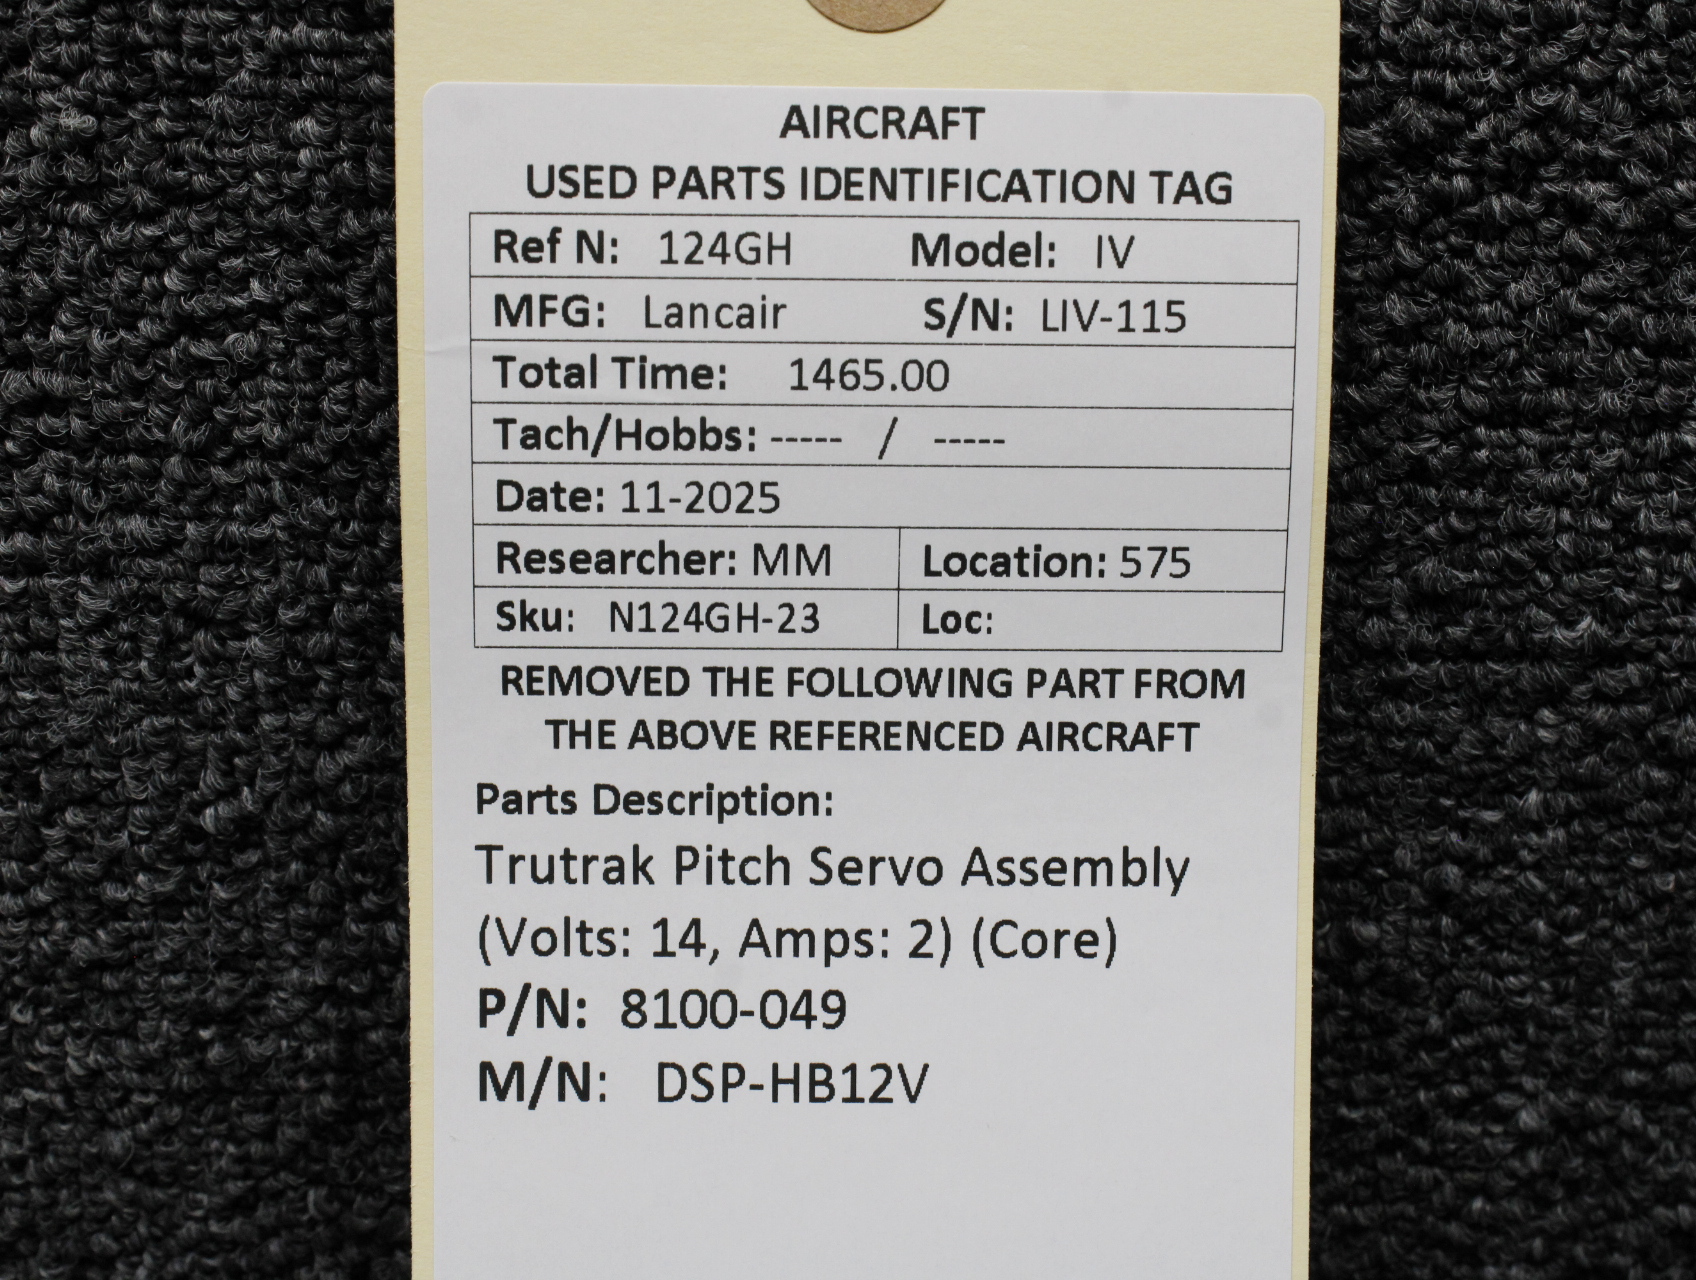 AIRCRAFT
USED PARTS IDENTIFICATION TAG
Ref N: 124GH Model: IV
MFG: Lancair S/N: LIV-115
Total Time: 1465.00
Tach/Hobbs: ----- / -----
Date: 11-2025
Researcher: MM Location: 575
Sku: N124GH-23 Loc:
REMOVED THE FOLLOWING PART FROM
THE ABOVE REFERENCED AIRCRAFT
Parts Description:
Trutrak Pitch Servo Assembly
(Volts: 14, Amps: 2) (Core)
P/N: 8100-049
M/N: DSP-HB12V